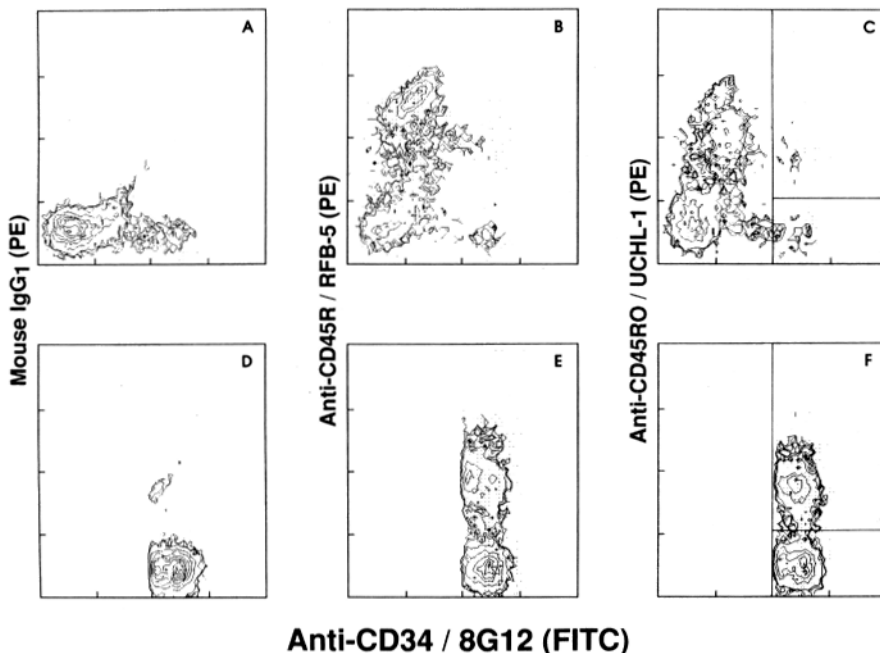 A
B
C
Mouse IgG1 (PE)
Anti-CD45R / RFB-5 (PE)
Anti-CD45RO / UCHL-1 (PE)
D
E
F
Anti-CD34 / 8G12 (FITC)